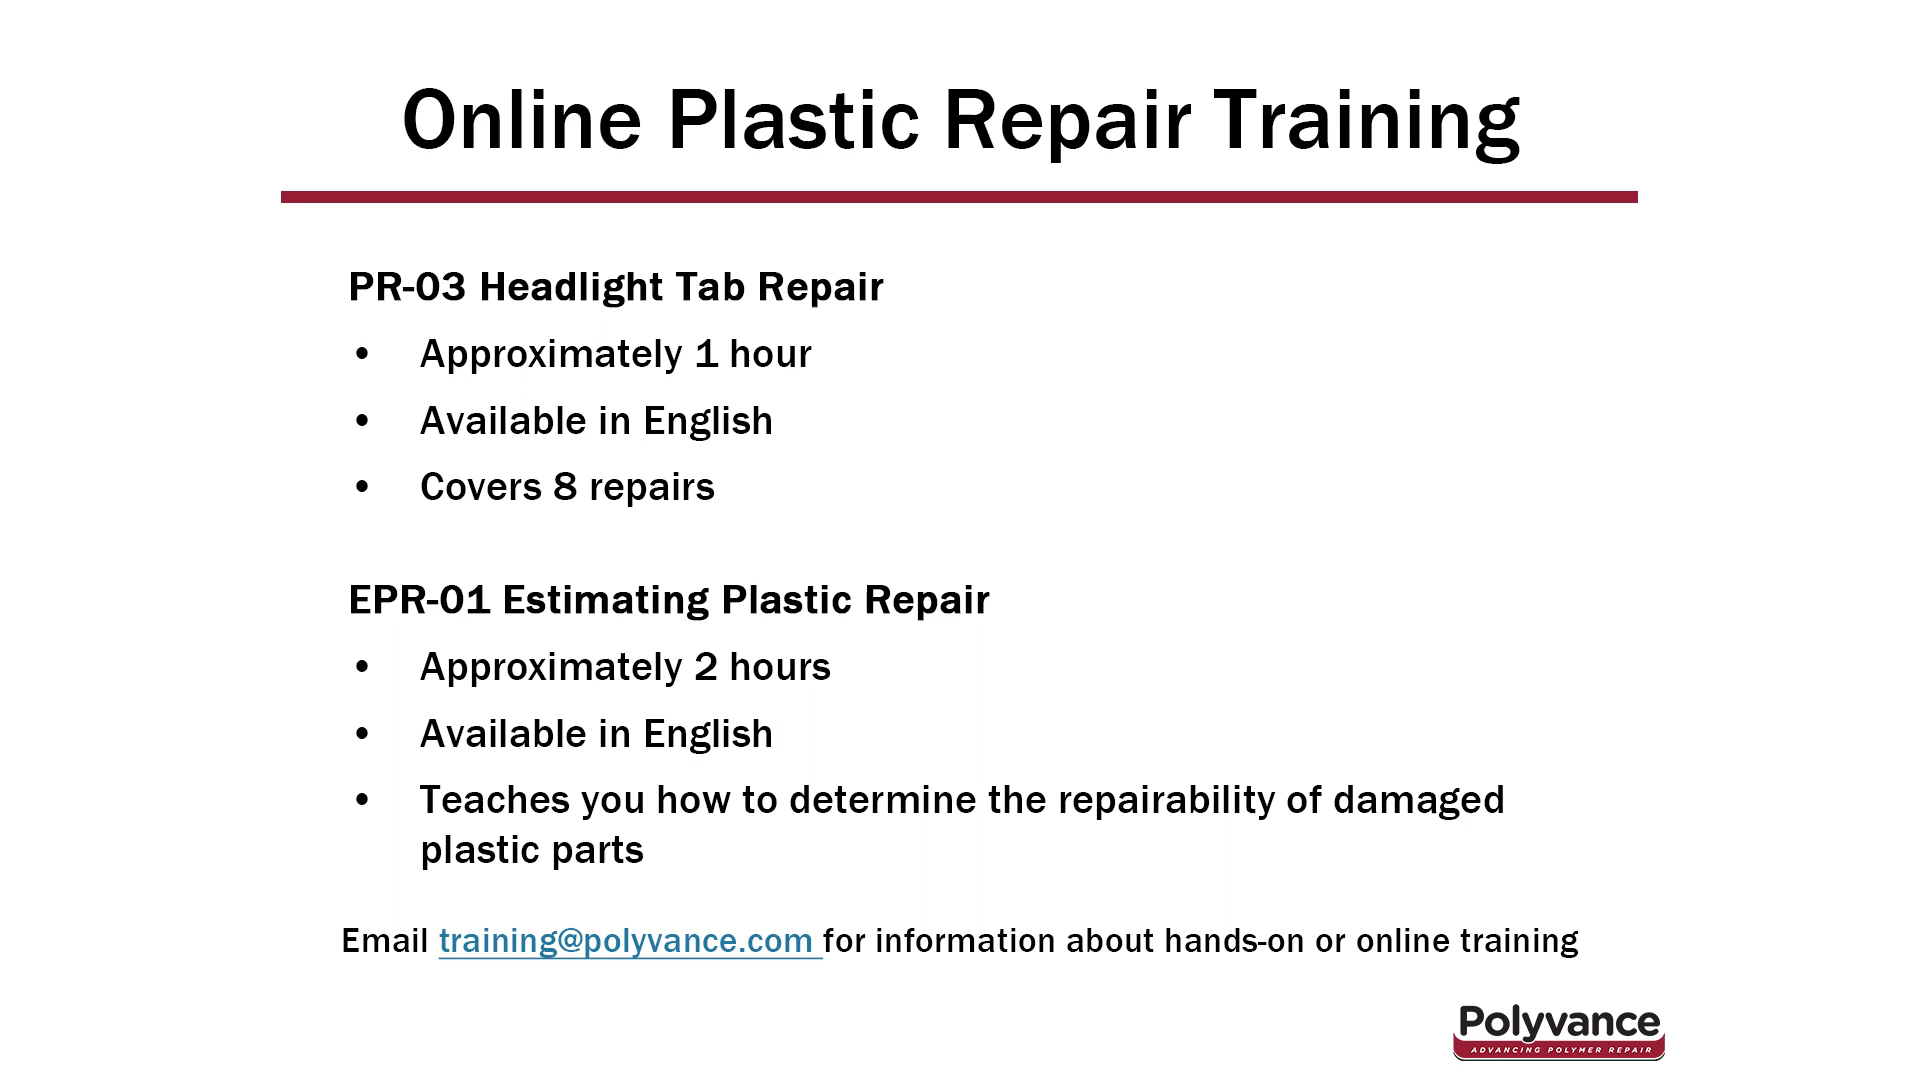 Online Plastic Repair Training
PR-03 Headlight Tab Repair
• Approximately 1 hour
• Available in English
• Covers 8 repairs
EPR-01 Estimating Plastic Repair
• Approximately 2 hours
• Available in English
• Teaches you how to determine the repairability of damaged
plastic parts
Email training@polyvance.com for information about hands-on or online training
Polyvance
ADVANCING POLYMER REPAIR